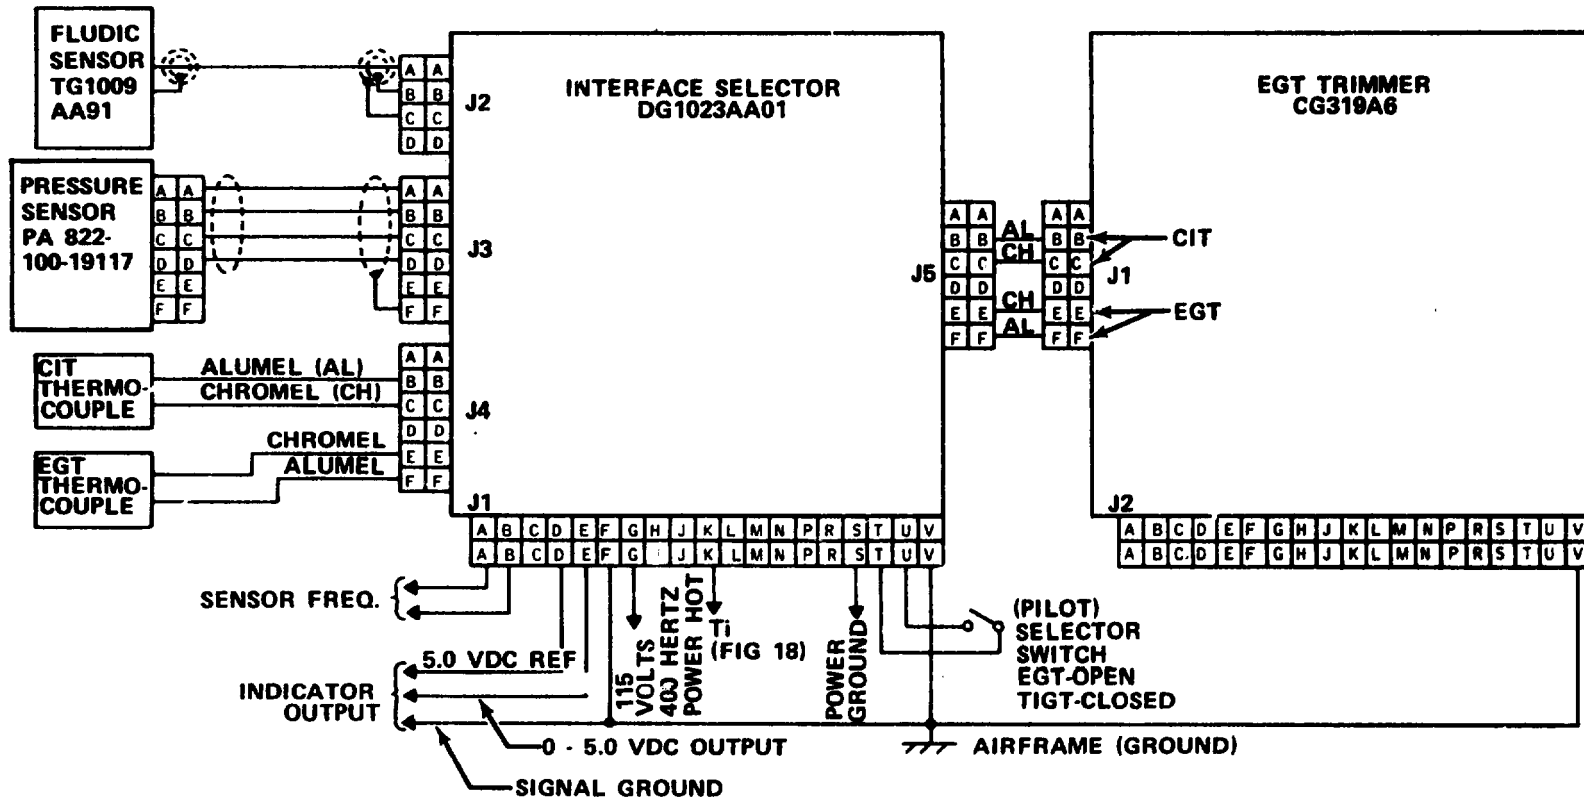 FLUDIC
SENSOR
TG1009
AA91
PRESSURE
SENSOR
PA 822-
100-19117
A A
B B
C C
D D
E E
F F
CIT
THERMO-
COUPLE
EGT
THERMO-
COUPLE
ALUMEL (AL)
CHROMEL (CH)
CHROMEL
ALUMEL
A A
B B
C C
D D
J2
A A
B B
C C
D D
E E
F F
J3
A A
B B
C C
D D
E E
F F
J4
INTERFACE SELECTOR
DG1023AA01
J5
A A
B B
C C
D D
E E
F F
AL
CH
CH
AL
A A
B B
C C
D D
E E
F F
J1
CIT
EGT
EGT TRIMMER
CG319A6
J1
A B C D E F G H J K L M N P R S T U V
A B C D E F G J K L M N P R S T U V
J2
A B C D E F G H J K L M N P R S T U V
A B C D E F G H J K L M N P R S T U V
SENSOR FREQ.
5.0 VDC REF
INDICATOR
OUTPUT
0 - 5.0 VDC OUTPUT
SIGNAL GROUND
115
VOLTS
400 HERTZ
POWER HOT
Ti
(FIG 18)
POWER
GROUND
(PILOT)
SELECTOR
SWITCH
EGT-OPEN
TIGT-CLOSED
AIRFRAME (GROUND)